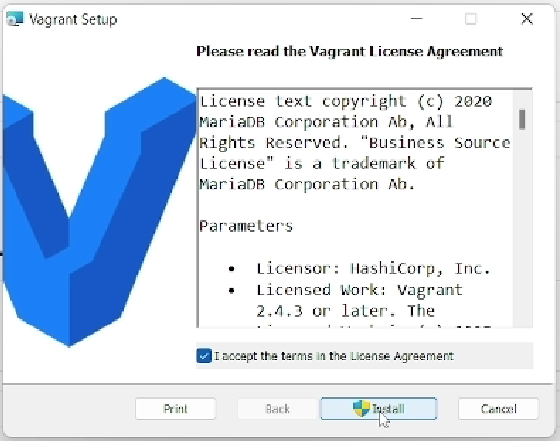 Vagrant Setup
Please read the Vagrant License Agreement
License text copyright (c) 2020
MariaDB Corporation Ab, All
Rights Reserved. "Business Source
License" is a trademark of
MariaDB Corporation Ab.
Parameters
• Licensor: HashiCorp, Inc.
• Licensed Work: Vagrant
2.4.3 or later. The
I accept the terms in the License Agreement
Print
Back
Install
Cancel